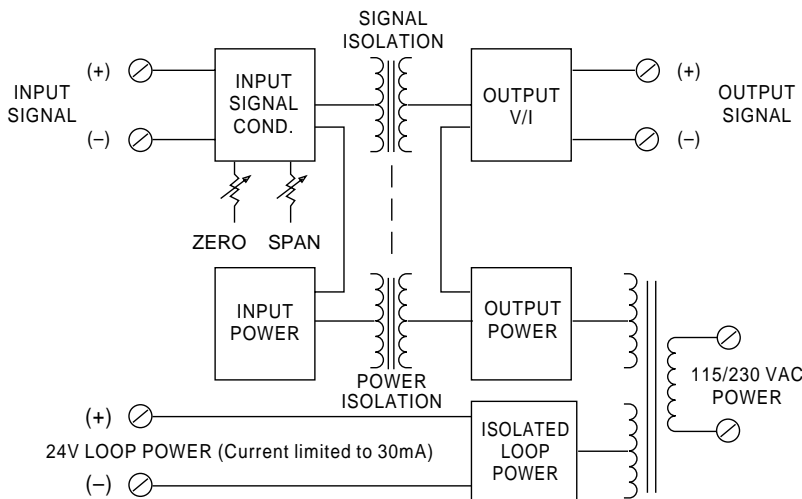 SIGNAL
ISOLATION
INPUT
SIGNAL
(+)
(–)
INPUT
SIGNAL
COND.
OUTPUT
V/I
(+)
(–)
OUTPUT
SIGNAL
ZERO
SPAN
INPUT
POWER
OUTPUT
POWER
POWER
ISOLATION
115/230 VAC
POWER
(+)
24V LOOP POWER (Current limited to 30mA)
(–)
ISOLATED
LOOP
POWER